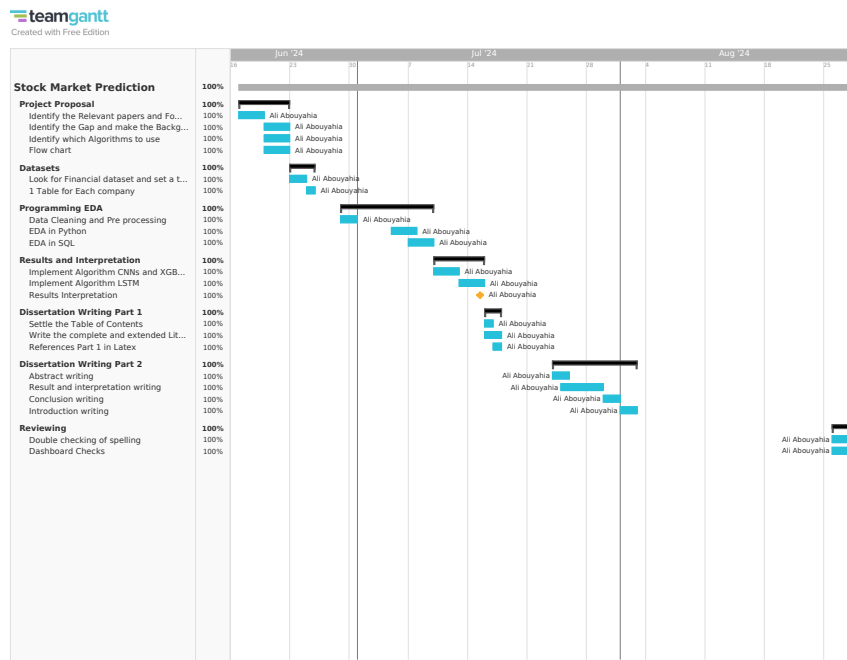 teamgantt
Created with Free Edition
Jun '24 Jul '24 Aug '24
16 23 30 7 14 21 28 4 11 18 25
Stock Market Prediction 100%
Project Proposal 100%
Identify the Relevant papers and Fo... 100% Ali Abouyahia
Identify the Gap and make the Backg... 100% Ali Abouyahia
Identify which Algorithms to use 100% Ali Abouyahia
Flow chart 100% Ali Abouyahia
Datasets 100%
Look for Financial dataset and set a t... 100% Ali Abouyahia
1 Table for Each company 100% Ali Abouyahia
Programming EDA 100%
Data Cleaning and Pre processing 100% Ali Abouyahia
EDA in Python 100% Ali Abouyahia
EDA in SQL 100% Ali Abouyahia
Results and Interpretation 100%
Implement Algorithm CNNs and XGB... 100% Ali Abouyahia
Implement Algorithm LSTM 100% Ali Abouyahia
Results Interpretation 100% Ali Abouyahia
Dissertation Writing Part 1 100%
Settle the Table of Contents 100% Ali Abouyahia
Write the complete and extended Lit... 100% Ali Abouyahia
References Part 1 in Latex 100% Ali Abouyahia
Dissertation Writing Part 2 100%
Abstract writing 100% Ali Abouyahia
Result and interpretation writing 100% Ali Abouyahia
Conclusion writing 100% Ali Abouyahia
Introduction writing 100% Ali Abouyahia
Reviewing 100%
Double checking of spelling 100% Ali Abouyahia
Dashboard Checks 100% Ali Abouyahia